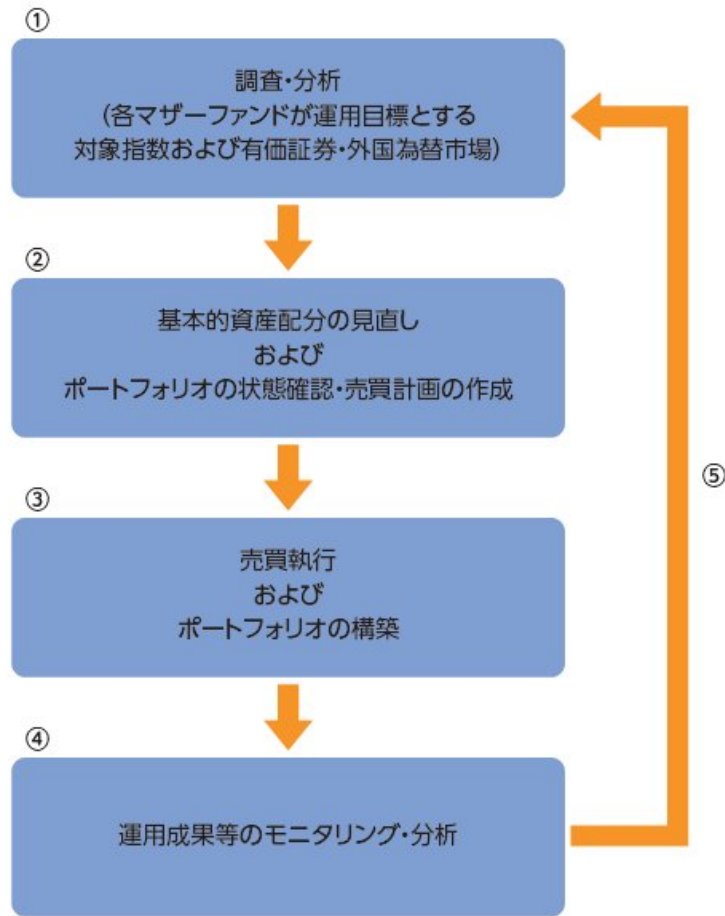 ①
調査・分析
（各マザーファンドが運用目標とする
対象指数および有価証券・外国為替市場）
②
基本的資産配分の見直し
および
ポートフォリオの状態確認・売買計画の作成
③
売買執行
および
ポートフォリオの構築
④
運用成果等のモニタリング・分析
⑤